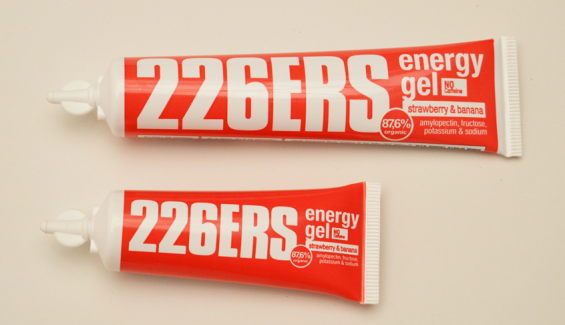 226ERS
energy
gel
NO
Caffeine
strawberry & banana
87,6%
organic
amylopectin, fructose,
potassium & sodium
226ERS
energy
gel
NO
strawberry & banana
87,6%
organic
amylopectin, fructose,
potassium & sodium